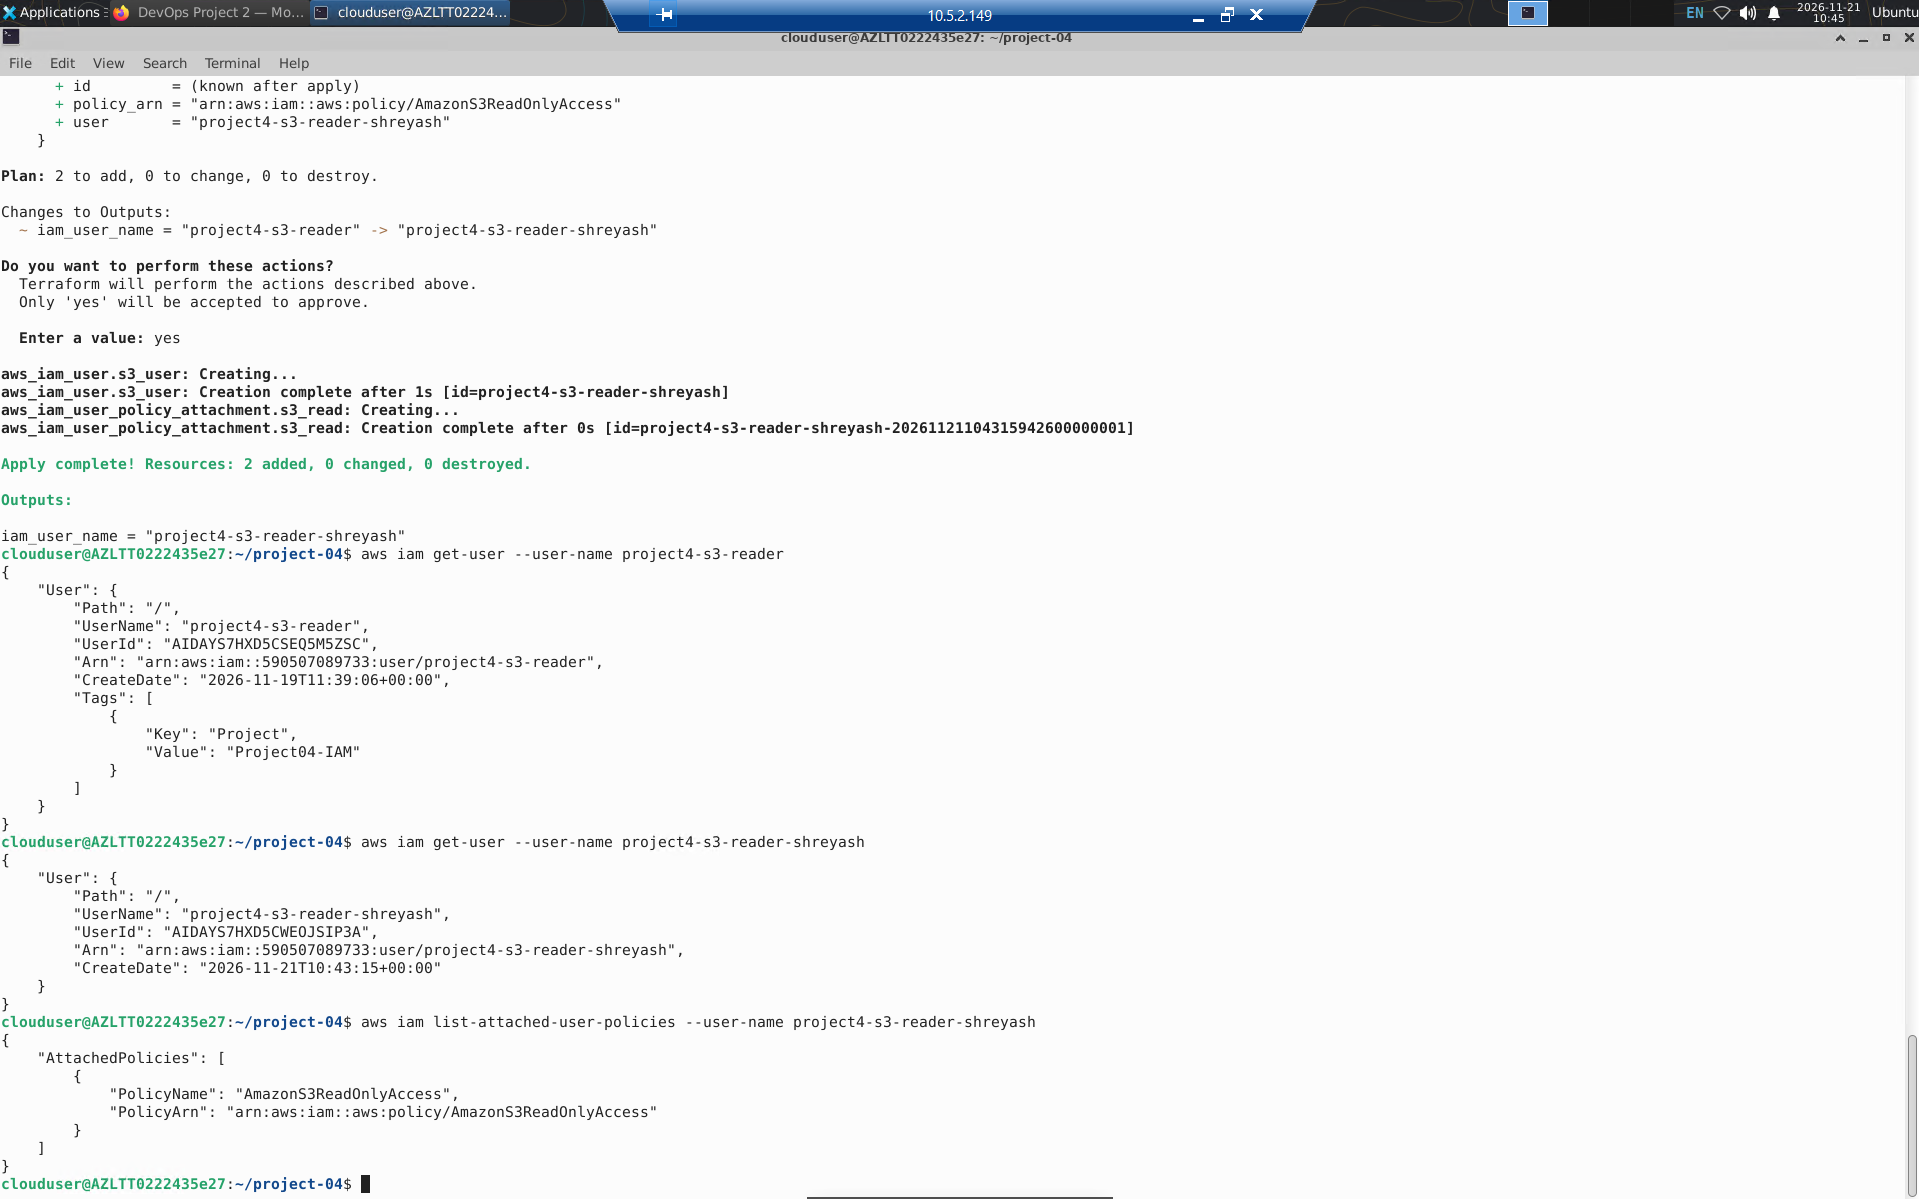 Applications
DevOps Project 2 — Mo...
clouduser@AZLTT02224...
10.5.2.149
EN
2026-11-21
10:45
Ubuntu
clouduser@AZLTT0222435e27: ~/project-04
File Edit View Search Terminal Help
      + id         = (known after apply)
      + policy_arn = "arn:aws:iam::aws:policy/AmazonS3ReadOnlyAccess"
      + user       = "project4-s3-reader-shreyash"
    }
Plan: 2 to add, 0 to change, 0 to destroy.
Changes to Outputs:
  ~ iam_user_name = "project4-s3-reader" -> "project4-s3-reader-shreyash"
Do you want to perform these actions?
  Terraform will perform the actions described above.
  Only 'yes' will be accepted to approve.
  Enter a value: yes
aws_iam_user.s3_user: Creating...
aws_iam_user.s3_user: Creation complete after 1s [id=project4-s3-reader-shreyash]
aws_iam_user_policy_attachment.s3_read: Creating...
aws_iam_user_policy_attachment.s3_read: Creation complete after 0s [id=project4-s3-reader-shreyash-20261121104315942600000001]
Apply complete! Resources: 2 added, 0 changed, 0 destroyed.
Outputs:
iam_user_name = "project4-s3-reader-shreyash"
clouduser@AZLTT0222435e27:~/project-04$ aws iam get-user --user-name project4-s3-reader
{
    "User": {
        "Path": "/",
        "UserName": "project4-s3-reader",
        "UserId": "AIDAYS7HXD5CSEQ5M5ZSC",
        "Arn": "arn:aws:iam::590507089733:user/project4-s3-reader",
        "CreateDate": "2026-11-19T11:39:06+00:00",
        "Tags": [
            {
                "Key": "Project",
                "Value": "Project04-IAM"
            }
        ]
    }
}
clouduser@AZLTT0222435e27:~/project-04$ aws iam get-user --user-name project4-s3-reader-shreyash
{
    "User": {
        "Path": "/",
        "UserName": "project4-s3-reader-shreyash",
        "UserId": "AIDAYS7HXD5CWEOJSIP3A",
        "Arn": "arn:aws:iam::590507089733:user/project4-s3-reader-shreyash",
        "CreateDate": "2026-11-21T10:43:15+00:00"
    }
}
clouduser@AZLTT0222435e27:~/project-04$ aws iam list-attached-user-policies --user-name project4-s3-reader-shreyash
{
    "AttachedPolicies": [
        {
            "PolicyName": "AmazonS3ReadOnlyAccess",
            "PolicyArn": "arn:aws:iam::aws:policy/AmazonS3ReadOnlyAccess"
        }
    ]
}
clouduser@AZLTT0222435e27:~/project-04$